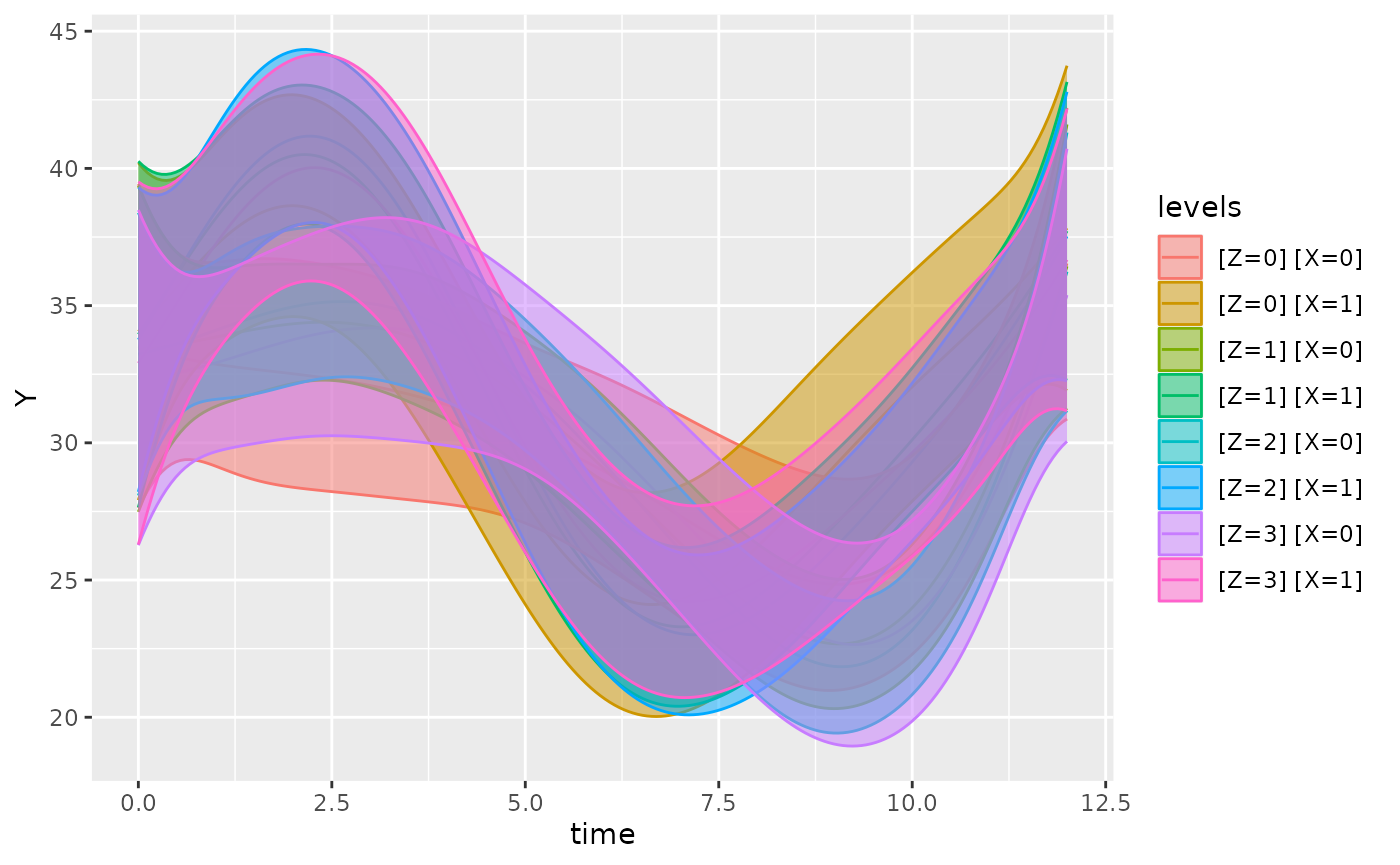 45
40
35
30
25
20
Y
0.0 2.5 5.0 7.5 10.0 12.5
time
levels
[Z=0] [X=0]
[Z=0] [X=1]
[Z=1] [X=0]
[Z=1] [X=1]
[Z=2] [X=0]
[Z=2] [X=1]
[Z=3] [X=0]
[Z=3] [X=1]